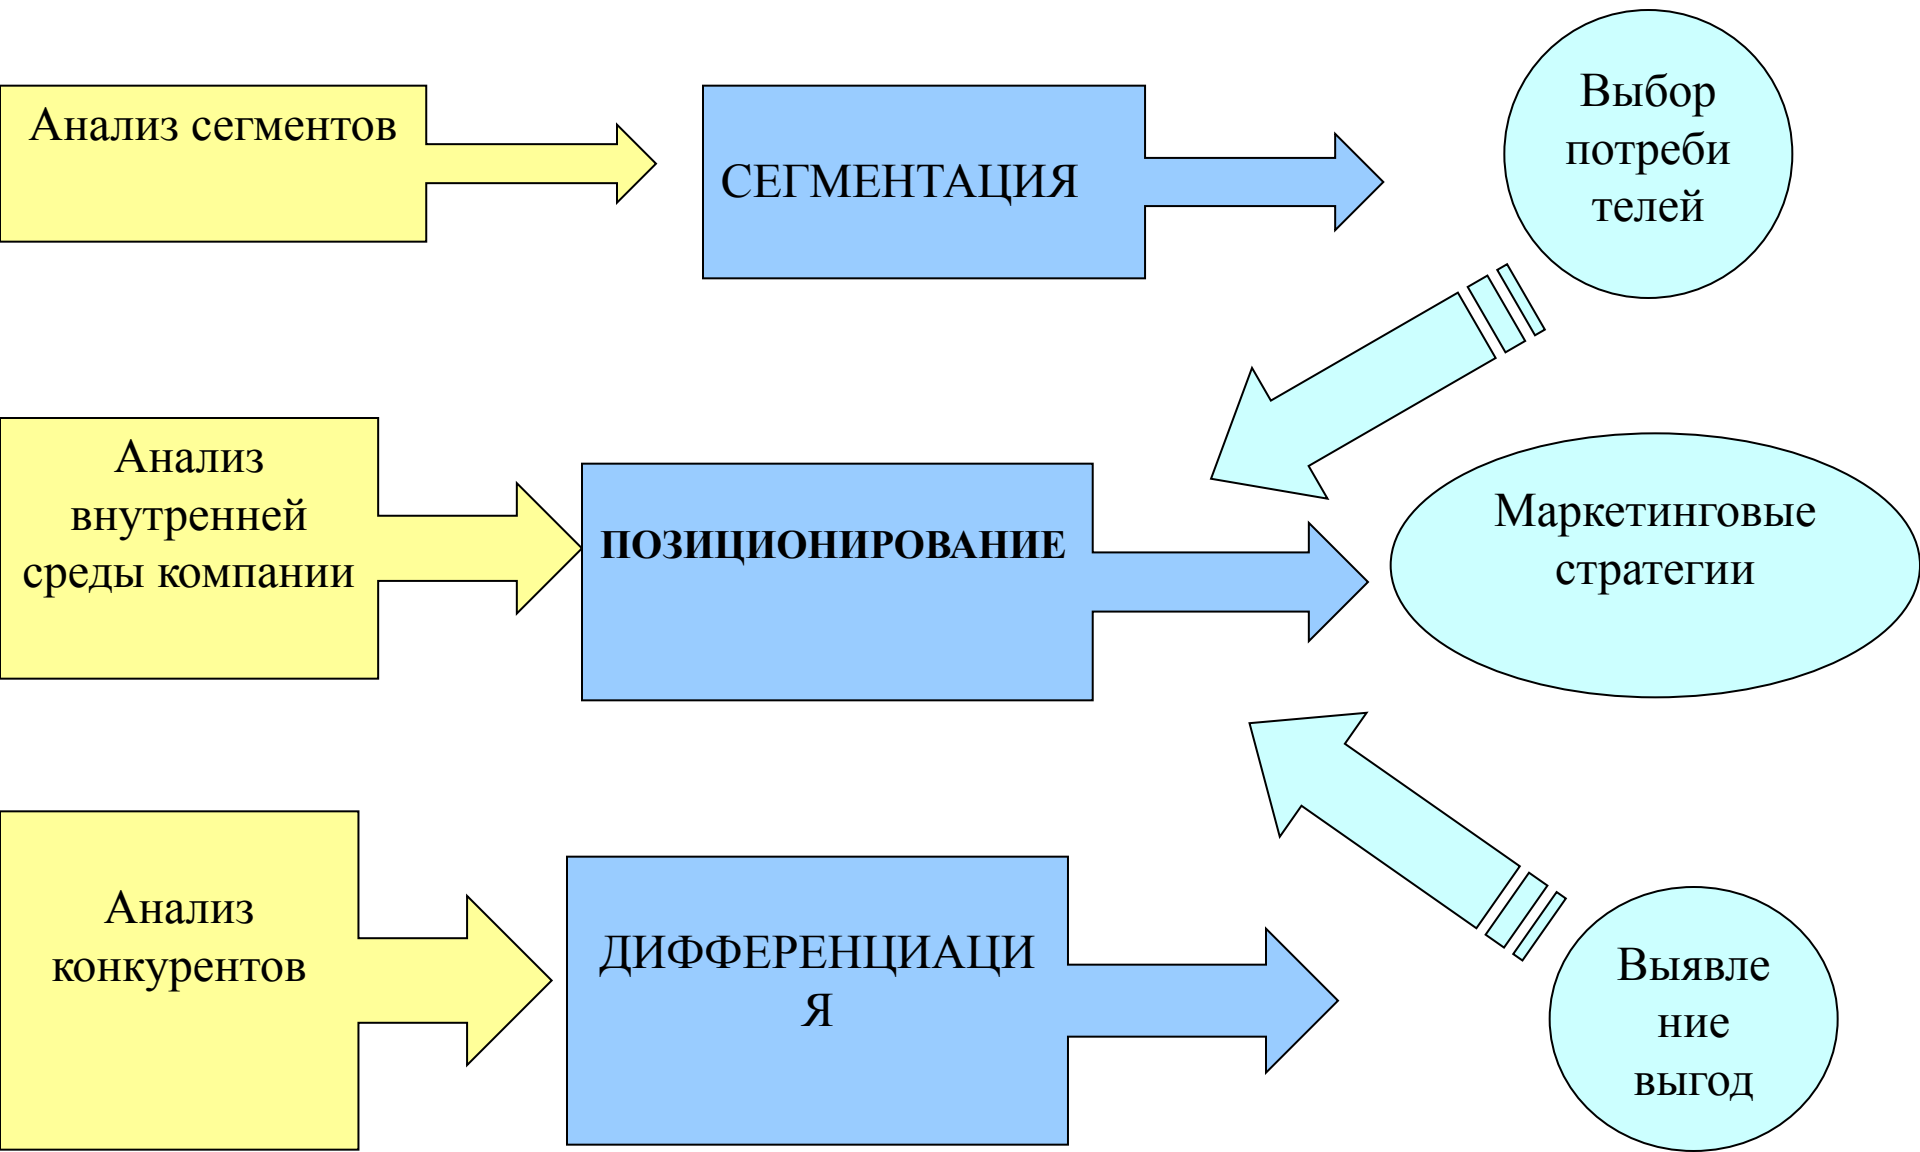 Анализ сегментов
СЕГМЕНТАЦИЯ
Выбор
потреби
телей
Анализ
внутренней
среды компании
ПОЗИЦИОНИРОВАНИЕ
Маркетинговые
стратегии
Анализ
конкурентов
ДИФФЕРЕНЦИАЦИ
Я
Выявле
ние
выгод